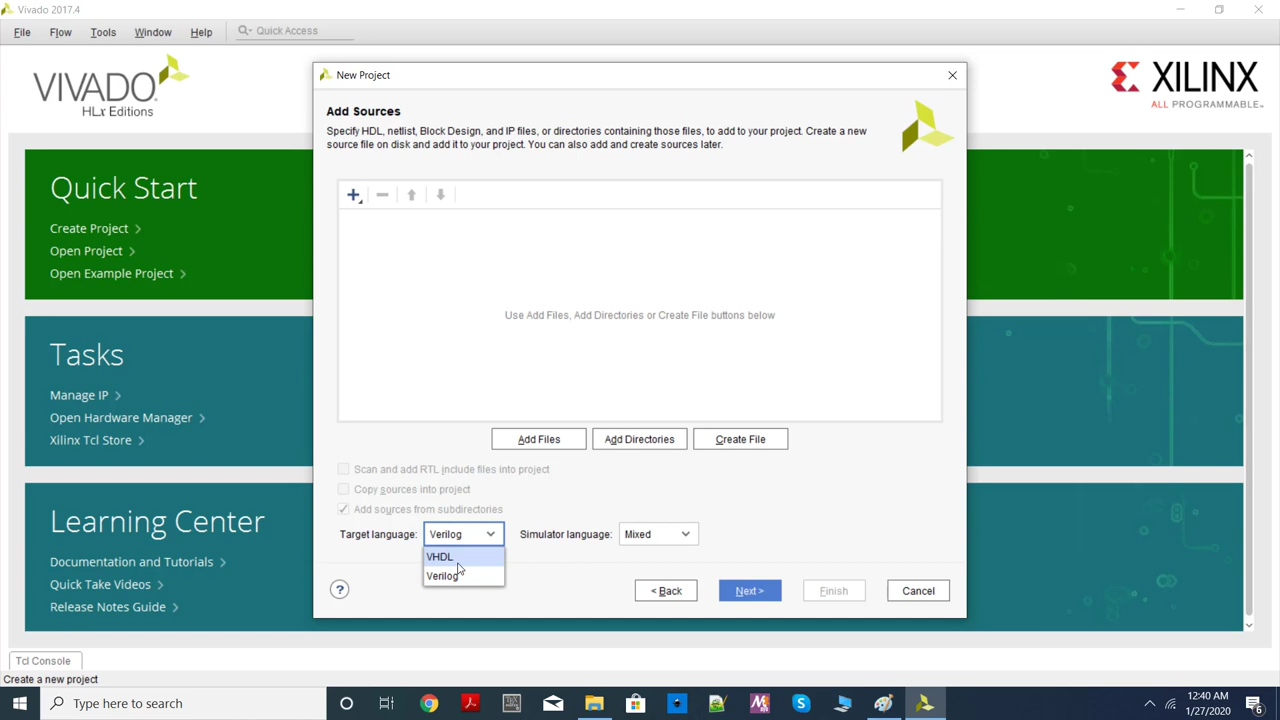 Vivado 2017.4
File Flow Tools Window Help Quick Access
VIVADO
HLx Editions
XILINX
ALL PROGRAMMABLE
New Project
Add Sources
Specify HDL, netlist, Block Design, and IP files, or directories containing those files, to add to your project. Create a new
source file on disk and add it to your project. You can also add and create sources later.
Quick Start
Create Project
Open Project
Open Example Project
Use Add Files, Add Directories or Create File buttons below
Tasks
Manage IP
Open Hardware Manager
Xilinx Tcl Store
Add Files Add Directories Create File
Scan and add RTL include files into project
Copy sources into project
Add sources from subdirectories
Target language: Verilog Simulator language: Mixed
VHDL
Verilog
Learning Center
Documentation and Tutorials
Quick Take Videos
Release Notes Guide
? < Back Next > Finish Cancel
Tcl Console
Create a new project
Type here to search
12:40 AM
1/27/2020
6